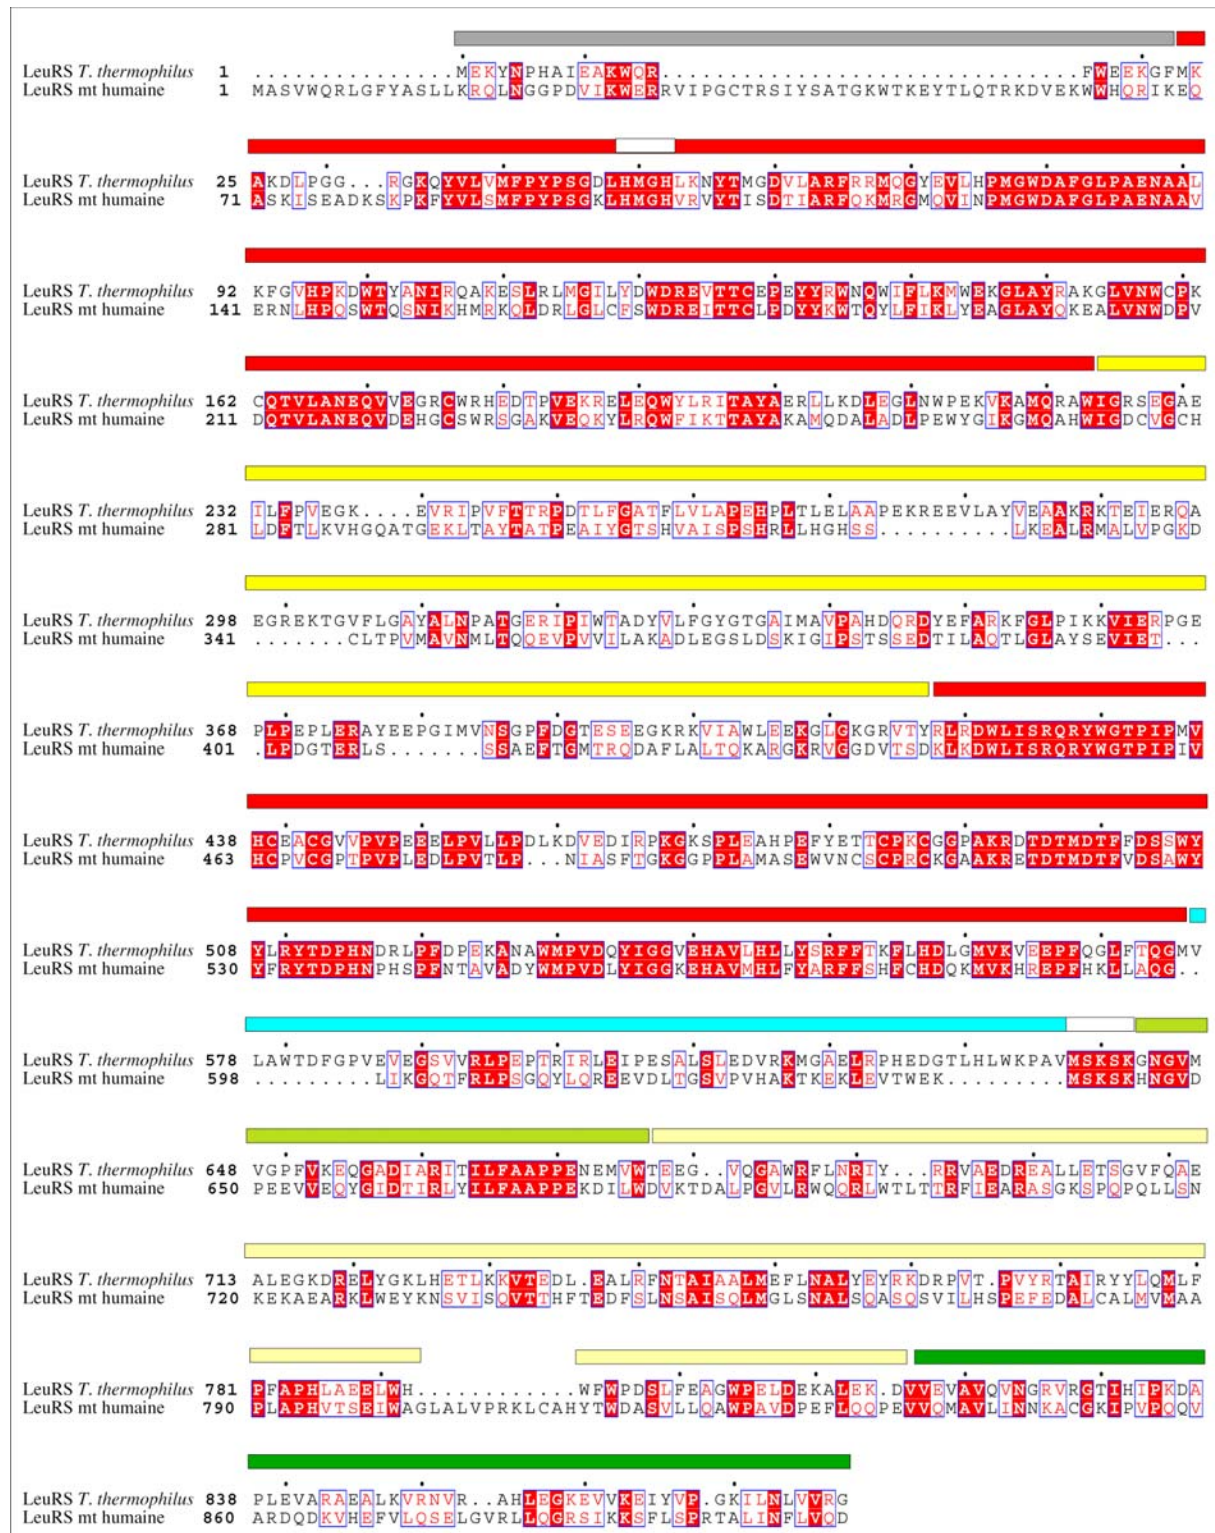 LeuRS T. thermophilus 1 ...............MEKYNPHAIEAKWQR...............................FWEEKGFMK
LeuRS mt humaine 1 MASVWQRLGFYASLLKRQLNGGPDVIKWERRVIPGCTRSIYSATGKWTKEYTLQTRKDVEKWWHQRIKEQ
LeuRS T. thermophilus 25 AKDLPGG...RGKQYVLVMFPYPSGDLHMGHLKNYTMGDVLARFRRMQGYEVLHPMGWDAFGLPAENAAL
LeuRS mt humaine 71 ASKISEADKSKPKFYVLSMFPYPSGKLHMGHVRVYTISDTIARFQKMRGMQVINPMGWDAFGLPAENAAV
LeuRS T. thermophilus 92 KFGVHPKDWTYANIRQAKESLRLMGILYDWDREVTTCEPEYYRWNQWIFLKMWEKGLAYRAKGLVNWCPK
LeuRS mt humaine 141 ERNLHPQSWTQSNIKHMRKQLDRLGLCFSWDREITTCLPDYYKWTQYLFIKLYEAGLAYQKEALVNWDPV
LeuRS T. thermophilus 162 CQTVLANEQVVEGRCWRHEDTPVEKRELEQWYLRITAYAERLLKDLEGLNWPEKVKAMQRAWIGRSEGAE
LeuRS mt humaine 211 DQTVLANEQVDEHGCSWRSGAKVEQKYLRQWFIKTTAYAKAMQDALADLPEWYGIKGMQAHWIGDCVGCH
LeuRS T. thermophilus 232 ILFPVEGK....EVRIPVFTTRPDTLFGATFLVLAPEHPLTLELAAPEKREEVLAYVEAAKRKTEIERQA
LeuRS mt humaine 281 LDFTLKVHGQATGEKLTAYTATPEAIYGTSHVAISPSHRLLHGHSS..........LKEALRMALVPGKD
LeuRS T. thermophilus 298 EGREKTGVFLGAYALNPATGERIPIWTADYVLFGYGTGAIMAVPAHDQRDYEFARKFGLPIKKVIERPGE
LeuRS mt humaine 341 .......CLTPVMAVNMLTQQEVPVVILAKADLEGSLDSKIGIPSTSSEDTILAQTLGLAYSEVIET...
LeuRS T. thermophilus 368 PLPEPLERAYEEPGIMVNSGPFDGTESEEGKRKVIAWLEEKGLGKGRVTYRLRDWLISRQRYWGTPIPMV
LeuRS mt humaine 401 .LPDGTERLS.......SSAEFTGMTRQDAFLALTQKARGKRVGGDVTSDKLKDWLISRQRYWGTPIPIV
LeuRS T. thermophilus 438 HCEACGVVPVPEEELPVLLPDLKDVEDIRPKGKSPLEAHPEFYETTCPKCGGPAKRDTDTMDTFFDSSWY
LeuRS mt humaine 463 HCPVCGPTPVPLEDLPVTLP...NIASFTGKGGPPLAMASEWVNCSCPRCKGAAKRETDTMDTFVDSAWY
LeuRS T. thermophilus 508 YLRYTDPHNDRLPFDPEKANAWMPVDQYIGGVEHAVLHLLYSRFFTKFLHDLGMVKVEEPFQGLFTQGMV
LeuRS mt humaine 530 YFRYTDPHNPHSPFNTAVADYWMPVDLYIGGKEHAVMHLFYARFFSHFCHDQKMVKHREPFHKLLAQG..
LeuRS T. thermophilus 578 LAWTDFGPVEVEGSVVRLPEPTRIRLEIPESALSLEDVRKMGAELRPHEDGTLHLWKPAVMSKSKGNGVM
LeuRS mt humaine 598 .........LIKGQTFRLPSGQYLQREEVDLTGSVPVHAKTKEKLEVTWEK.........MSKSKHNGVD
LeuRS T. thermophilus 648 VGPFVKEQGADIARITILFAAPPENEMVWTEEG..VQGAWRFLNRIY...RRVAEDREALLETSGVFQAE
LeuRS mt humaine 650 PEEVVEQYGIDTIRLYILFAAPPEKDILWDVKTDALPGVLRWQQRLWTLTTRFIEARASGKSPQPQLLSN
LeuRS T. thermophilus 713 ALEGKDRELYGKLHETLKKVTEDL.EALRFNTAIAALMEFLNALYEYRKDRPVT.PVYRTAIRYYLQMLF
LeuRS mt humaine 720 KEKAEARKLWEYKNSVISQVTTHFTEDFSLNSAISQLMGLSNALSQASQSVILHSPEFEDALCALMVMAA
LeuRS T. thermophilus 781 PFAPHLAEELWH............WFWPDSLFEAGWPELDEKALEK.DVVEVAVQVNGRVRGTIHIPKDA
LeuRS mt humaine 790 PLAPHVTSEIWAGLALVPRKLCAHYTWDASVLLQAWPAVDPEFLQQPEVVQMAVLINNKACGKIPVPQQV
LeuRS T. thermophilus 838 PLEVARAEALKVRNVR..AHLEGKEVVKEIYVP.GKILNLVVRG
LeuRS mt humaine 860 ARDQDKVHEFVLQSELGVRLLQGRSIKKSFLSPRTALINFLVQD